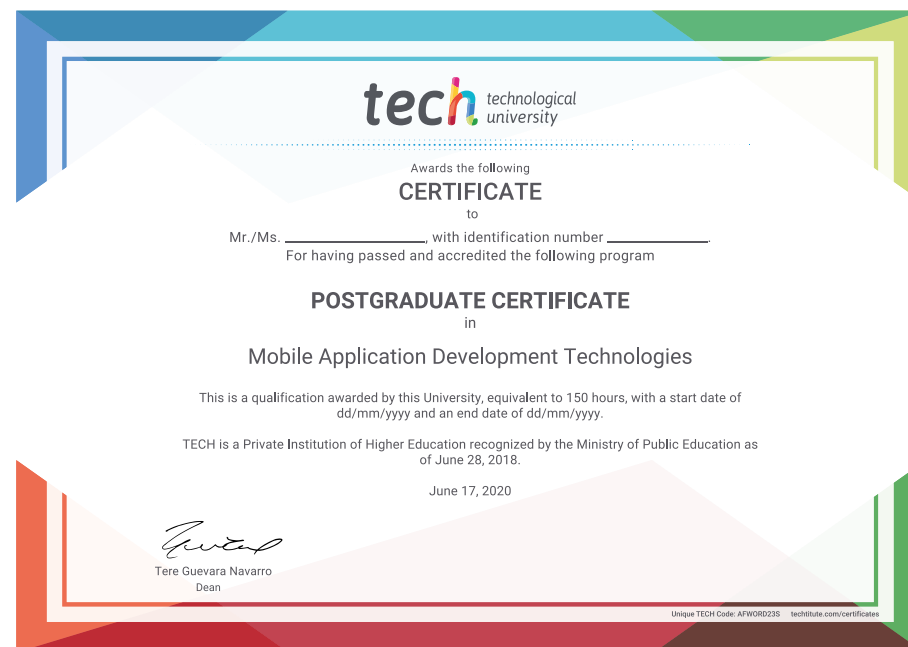 tech technological
university
Awards the following
CERTIFICATE
to
Mr./Ms. ____________________, with identification number ______________.
For having passed and accredited the following program
POSTGRADUATE CERTIFICATE
in
Mobile Application Development Technologies
This is a qualification awarded by this University, equivalent to 150 hours, with a start date of
dd/mm/yyyy and an end date of dd/mm/yyyy.
TECH is a Private Institution of Higher Education recognized by the Ministry of Public Education as
of June 28, 2018.
June 17, 2020
Tere Guevara Navarro
Dean
Unique TECH Code: AFWORD23S techtitute.com/certificates